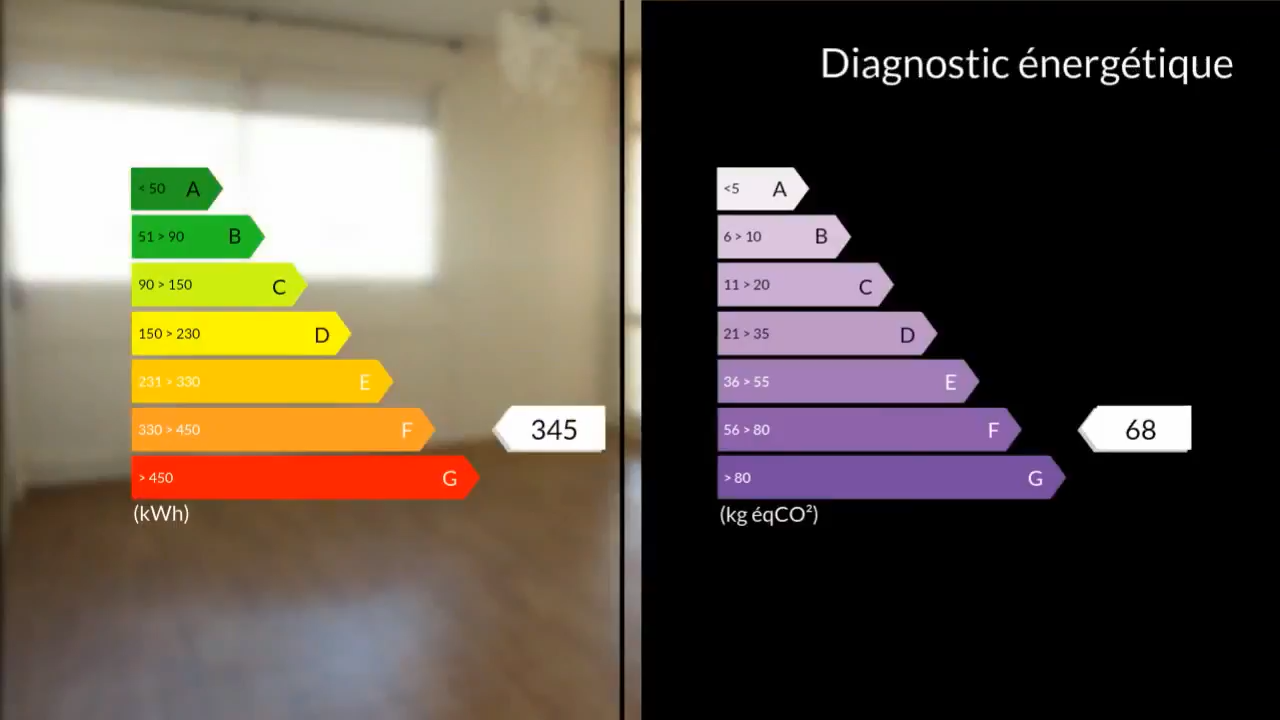 Diagnostic énergétique
< 50 A
51 > 90 B
90 > 150 C
150 > 230 D
231 > 330 E
330 > 450 F
345
> 450 G
(kWh)
<5 A
6 > 10 B
11 > 20 C
21 > 35 D
36 > 55 E
56 > 80 F
68
> 80 G
(kg éqCO²)